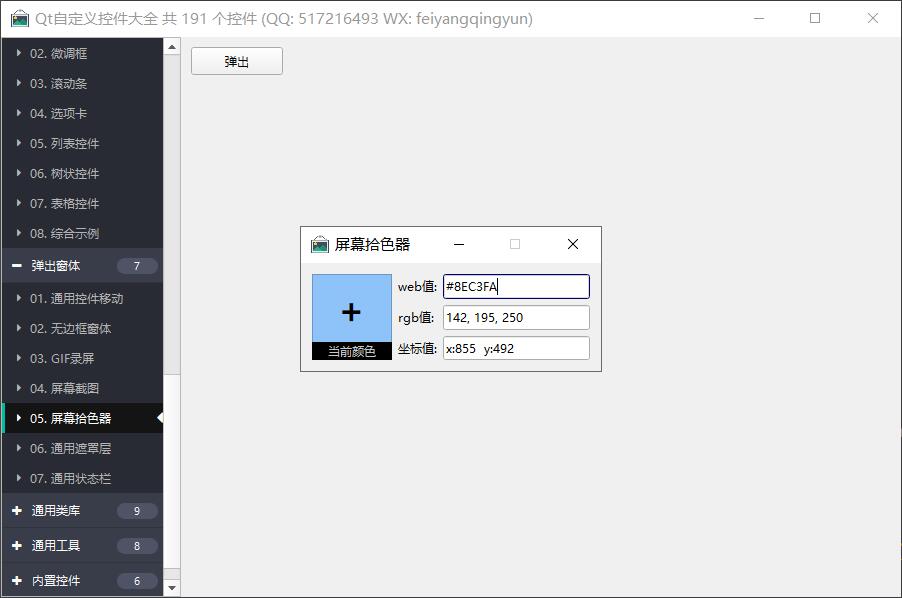 Qt自定义控件大全 共 191 个控件 (QQ: 517216493 WX: feiyangqingyun)
02. 微调框
03. 滚动条
04. 选项卡
05. 列表控件
06. 树状控件
07. 表格控件
08. 综合示例
弹出窗体 7
01. 通用控件移动
02. 无边框窗体
03. GIF录屏
04. 屏幕截图
05. 屏幕拾色器
06. 通用遮罩层
07. 通用状态栏
通用类库 9
通用工具 8
内置控件 6
弹出
屏幕拾色器
当前颜色
web值: #8EC3FA
rgb值: 142, 195, 250
坐标值: x:855 y:492